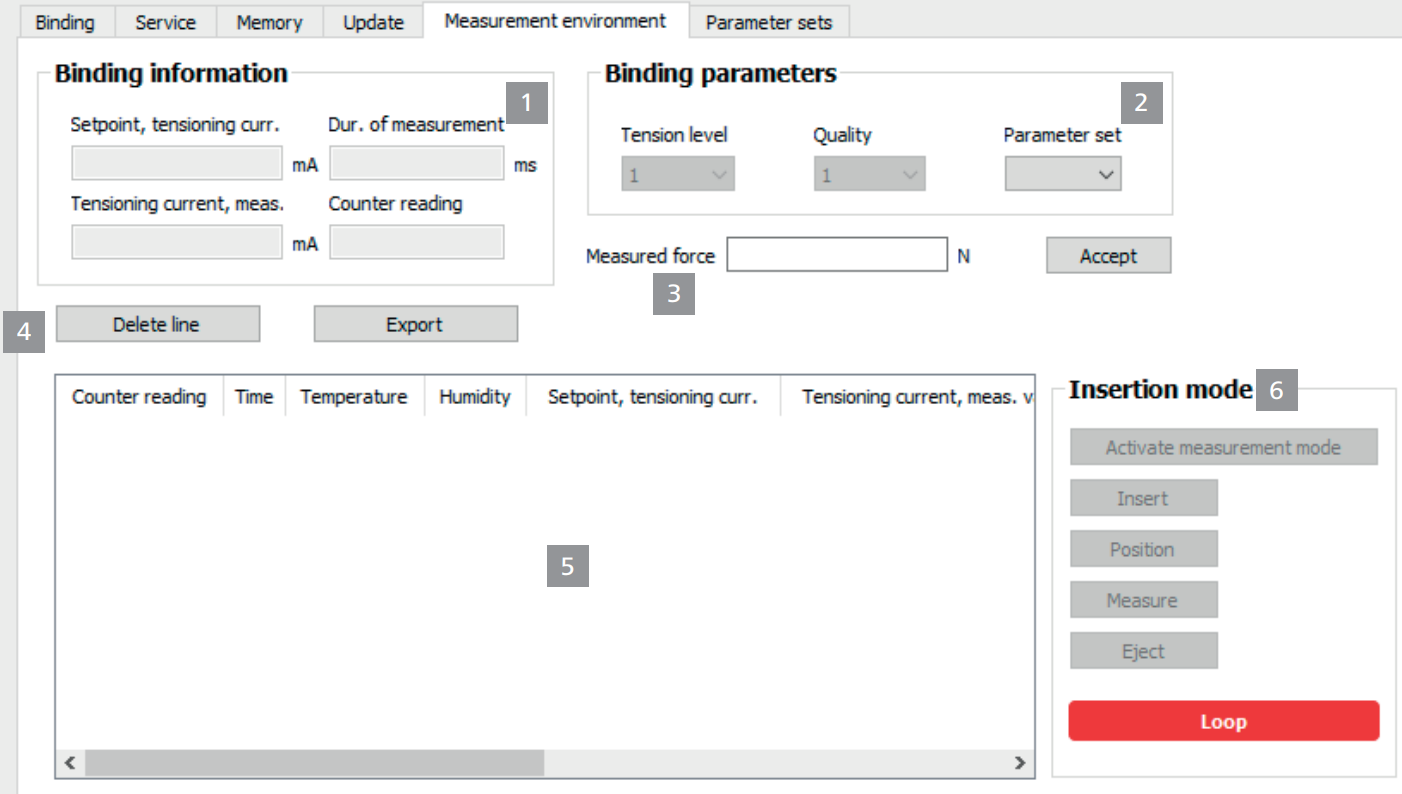 Binding Service Memory Update Measurement environment Parameter sets
Binding information
1
Setpoint, tensioning curr. Dur. of measurement
mA ms
Tensioning current, meas. Counter reading
mA
Binding parameters
2
Tension level Quality Parameter set
1 1
Measured force N Accept
3
4 Delete line Export
Counter reading Time Temperature Humidity Setpoint, tensioning curr. Tensioning current, meas. v
5
Insertion mode 6
Activate measurement mode
Insert
Position
Measure
Eject
Loop